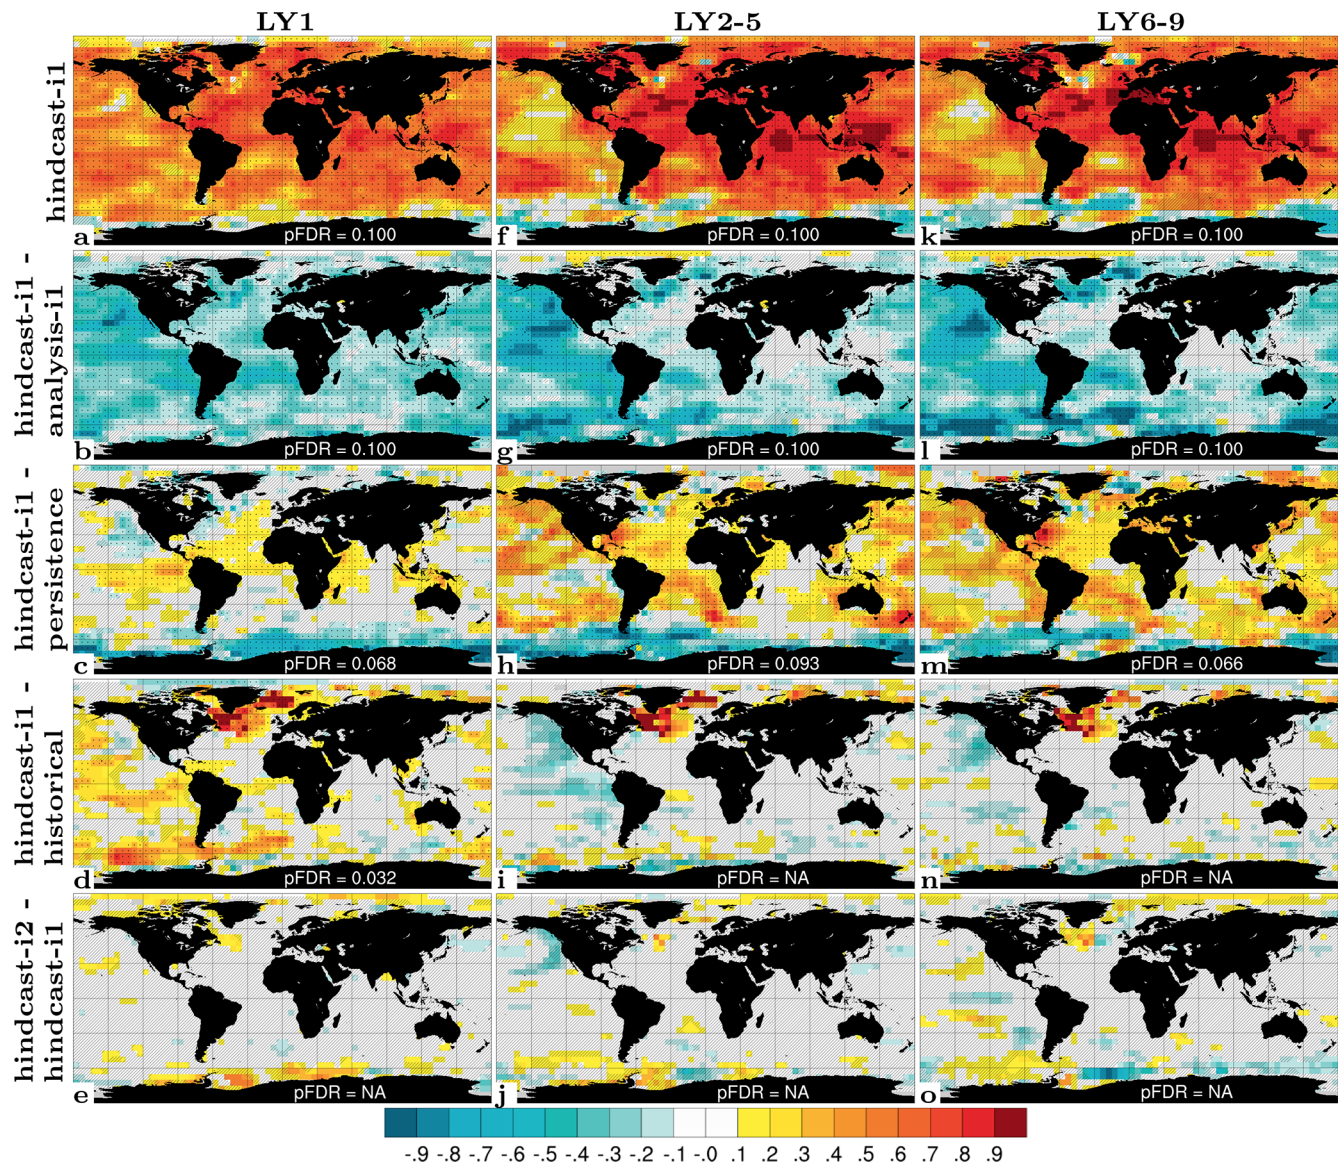 LY1 LY2-5 LY6-9
hindcast-i1
a pFDR = 0.100 f pFDR = 0.100 k pFDR = 0.100
hindcast-i1 -
analysis-i1
b pFDR = 0.100 g pFDR = 0.100 l pFDR = 0.100
hindcast-i1 -
persistence
c pFDR = 0.068 h pFDR = 0.093 m pFDR = 0.066
hindcast-i1 -
historical
d pFDR = 0.032 i pFDR = NA n pFDR = NA
hindcast-i2 -
hindcast-i1
e pFDR = NA j pFDR = NA o pFDR = NA
-.9 -.8 -.7 -.6 -.5 -.4 -.3 -.2 -.1 -.0 .1 .2 .3 .4 .5 .6 .7 .8 .9